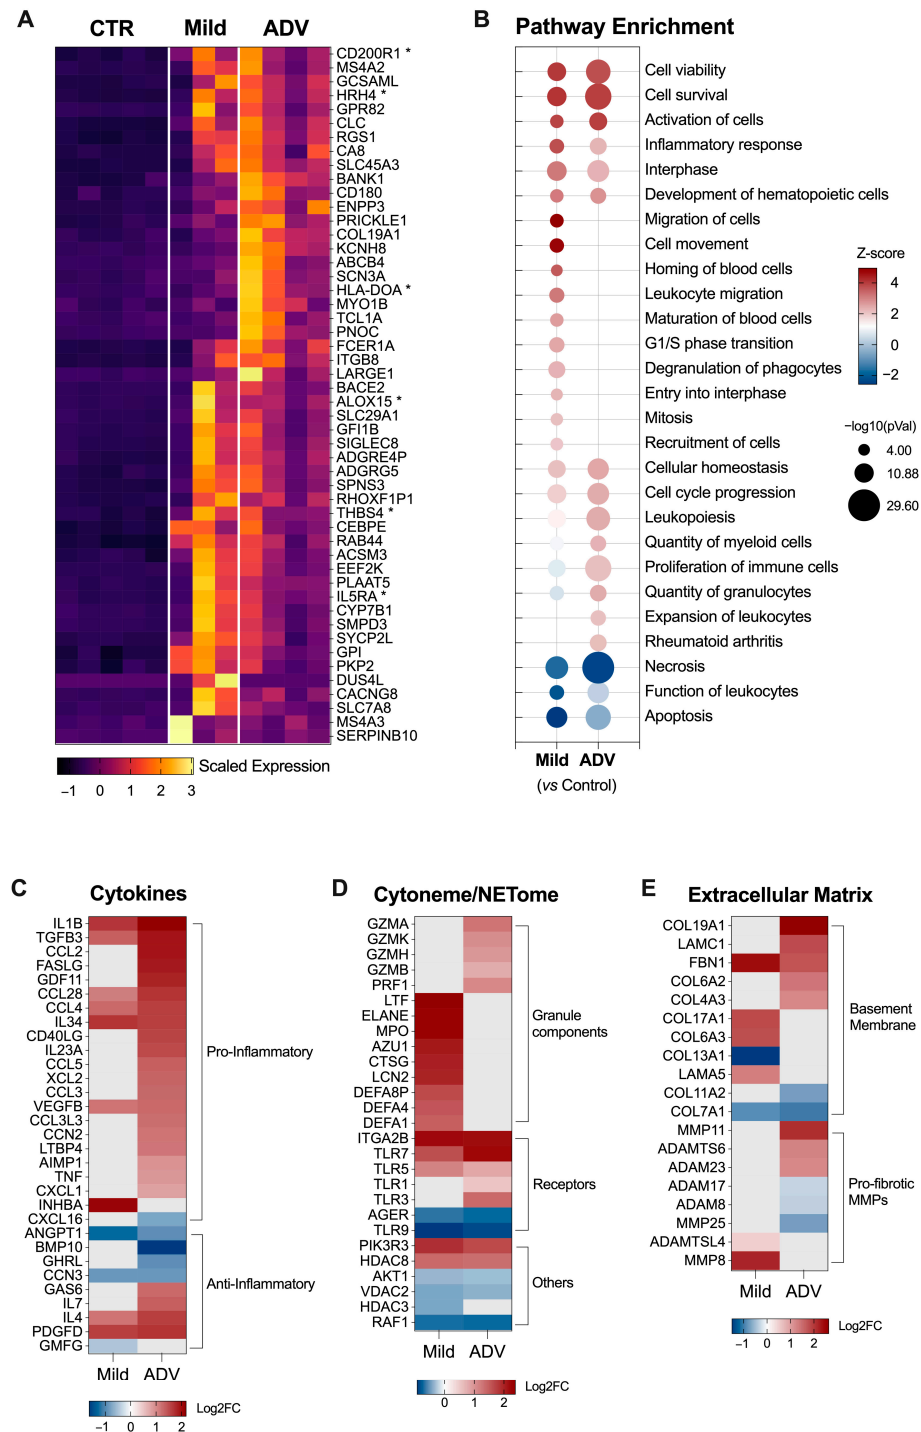 A
CTR Mild ADV
CD200R1 *
MS4A2
GCSAML
HRH4 *
GPR82
CLC
RGS1
CA8
SLC45A3
BANK1
CD180
ENPP3
PRICKLE1
COL19A1
KCNH8
ABCB4
SCN3A
HLA-DOA *
MYO1B
TCL1A
PNOC
FCER1A
ITGB8
LARGE1
BACE2
ALOX15 *
SLC29A1
GFI1B
SIGLEC8
ADGRE4P
ADGRG5
SPNS3
RHOXF1P1
THBS4 *
CEBPE
RAB44
ACSM3
EEF2K
PLAAT5
IL5RA *
CYP7B1
SMPD3
SYCP2L
GPI
PKP2
DUS4L
CACNG8
SLC7A8
MS4A3
SERPINB10
Scaled Expression
−1 0 1 2 3
B
Pathway Enrichment
Cell viability
Cell survival
Activation of cells
Inflammatory response
Interphase
Development of hematopoietic cells
Migration of cells
Cell movement
Homing of blood cells
Leukocyte migration
Maturation of blood cells
G1/S phase transition
Degranulation of phagocytes
Entry into interphase
Mitosis
Recruitment of cells
Cellular homeostasis
Cell cycle progression
Leukopoiesis
Quantity of myeloid cells
Proliferation of immune cells
Quantity of granulocytes
Expansion of leukocytes
Rheumatoid arthritis
Necrosis
Function of leukocytes
Apoptosis
Mild ADV
(vs Control)
Z-score
4
2
0
−2
−log10(pVal)
4.00
10.88
29.60
C
Cytokines
IL1B
TGFB3
CCL2
FASLG
GDF11
CCL28
CCL4
IL34
CD40LG
IL23A
CCL5
XCL2
CCL3
VEGFB
CCL3L3
CCN2
LTBP4
AIMP1
TNF
CXCL1
INHBA
CXCL16
ANGPT1
BMP10
GHRL
CCN3
GAS6
IL7
IL4
PDGFD
GMFG
Pro-Inflammatory
Anti-Inflammatory
Mild ADV
Log2FC
−1 0 1 2
D
Cytoneme/NETome
GZMA
GZMK
GZMH
GZMB
PRF1
LTF
ELANE
MPO
AZU1
CTSG
LCN2
DEFA8P
DEFA4
DEFA1
ITGA2B
TLR7
TLR5
TLR1
TLR3
AGER
TLR9
PIK3R3
HDAC8
AKT1
VDAC2
HDAC3
RAF1
Granule
components
Receptors
Others
Mild ADV
Log2FC
0 1 2
E
Extracellular Matrix
COL19A1
LAMC1
FBN1
COL6A2
COL4A3
COL17A1
COL6A3
COL13A1
LAMA5
COL11A2
COL7A1
MMP11
ADAMTS6
ADAM23
ADAM17
ADAM8
MMP25
ADAMTSL4
MMP8
Basement
Membrane
Pro-fibrotic
MMPs
Mild ADV
Log2FC
−1 0 1 2